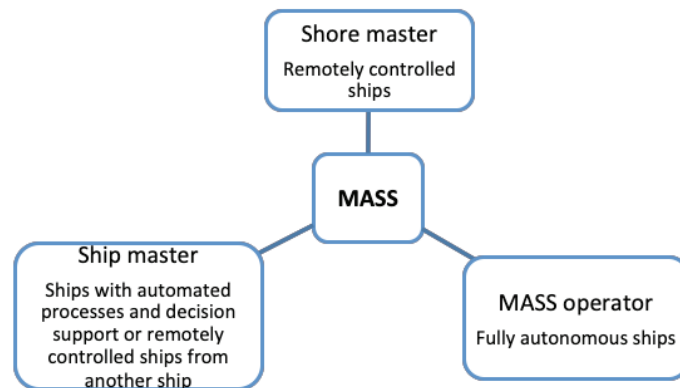 Shore master
Remotely controlled
ships
MASS
Ship master
Ships with automated
processes and decision
support or remotely
controlled ships from
another ship
MASS operator
Fully autonomous ships